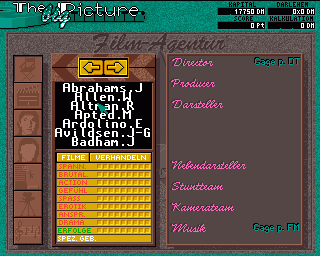 The big Picture
KAPITAL DARLEHEN
17750 DM 0x0 DM
SCORE KALKULATION
0 Pt 0 DM
Film-Agentur
Abrahams.J
Allen.W
Altman.R
Apted.M
Ardolino.E
Avildsen.J-G
Badham.J
FILME VERHANDELN
SPANN.
BRUTAL.
ACTION
GEFÜHL
SPASS
EROTIK
ANSPR.
DRAMA
ERFOLGE
SPEZ.GEB.
Director Gage p. DT
Producer
Darsteller
Nebendarsteller
Stuntteam
Kamerateam
Musik Gage p. FM